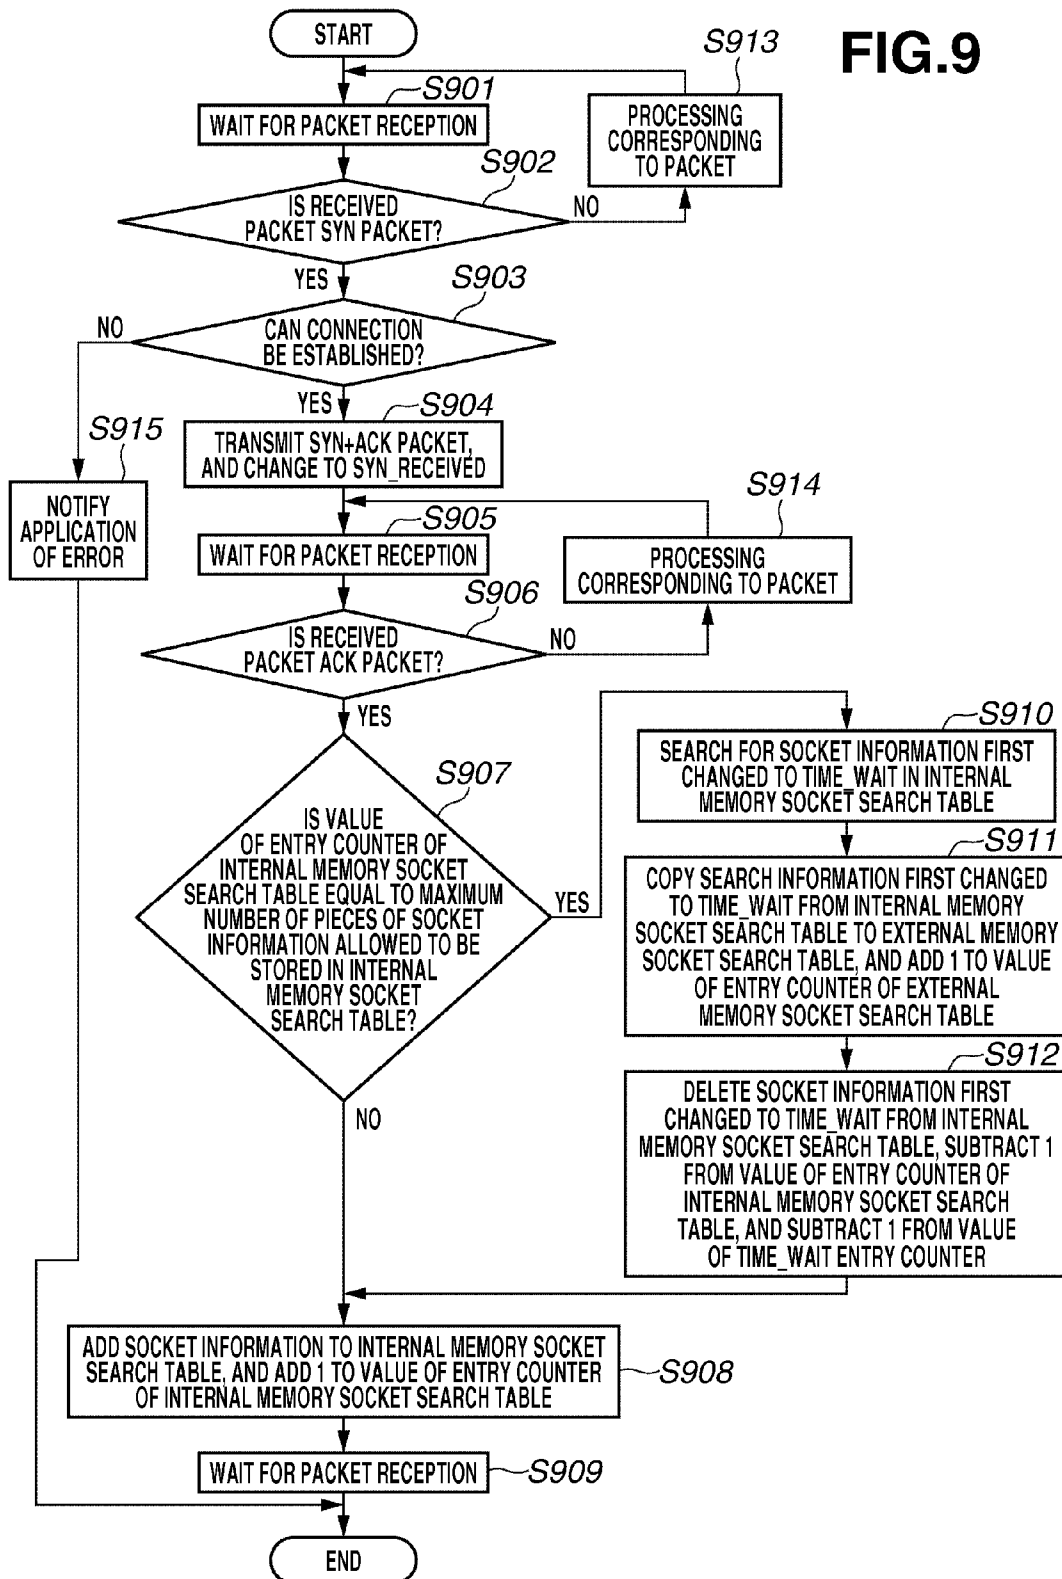 FIG.9
START
S913
PROCESSING
CORRESPONDING
TO PACKET
S901
WAIT FOR PACKET RECEPTION
S902
IS RECEIVED
PACKET SYN PACKET?
NO
YES
S903
CAN CONNECTION
BE ESTABLISHED?
NO
YES
S904
TRANSMIT SYN+ACK PACKET,
AND CHANGE TO SYN_RECEIVED
S915
NOTIFY
APPLICATION
OF ERROR
S914
PROCESSING
CORRESPONDING TO PACKET
S905
WAIT FOR PACKET RECEPTION
S906
IS RECEIVED
PACKET ACK PACKET?
NO
YES
S907
IS VALUE
OF ENTRY COUNTER OF
INTERNAL MEMORY SOCKET
SEARCH TABLE EQUAL TO MAXIMUM
NUMBER OF PIECES OF SOCKET
INFORMATION ALLOWED TO BE
STORED IN INTERNAL
MEMORY SOCKET
SEARCH TABLE?
YES
NO
S910
SEARCH FOR SOCKET INFORMATION FIRST
CHANGED TO TIME_WAIT IN INTERNAL
MEMORY SOCKET SEARCH TABLE
S911
COPY SEARCH INFORMATION FIRST CHANGED
TO TIME_WAIT FROM INTERNAL MEMORY
SOCKET SEARCH TABLE TO EXTERNAL MEMORY
SOCKET SEARCH TABLE, AND ADD 1 TO VALUE
OF ENTRY COUNTER OF EXTERNAL
MEMORY SOCKET SEARCH TABLE
S912
DELETE SOCKET INFORMATION FIRST
CHANGED TO TIME_WAIT FROM INTERNAL
MEMORY SOCKET SEARCH TABLE, SUBTRACT 1
FROM VALUE OF ENTRY COUNTER OF
INTERNAL MEMORY SOCKET SEARCH
TABLE, AND SUBTRACT 1 FROM VALUE
OF TIME_WAIT ENTRY COUNTER
ADD SOCKET INFORMATION TO INTERNAL MEMORY SOCKET
SEARCH TABLE, AND ADD 1 TO VALUE OF ENTRY COUNTER
OF INTERNAL MEMORY SOCKET SEARCH TABLE
S908
WAIT FOR PACKET RECEPTION
S909
END